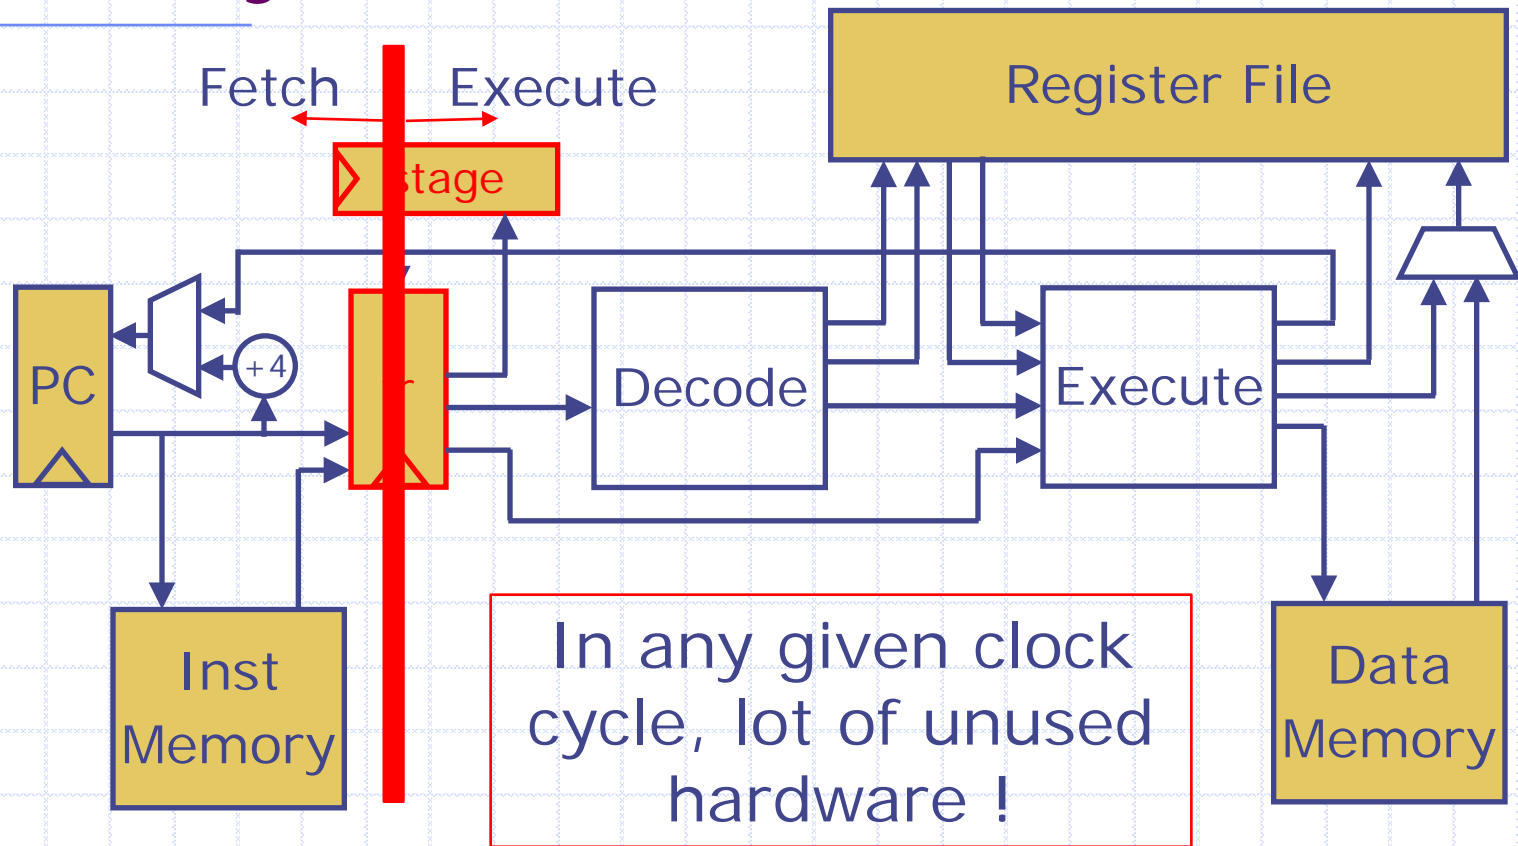 Fetch
Execute
Register File
stage
PC
+4
Decode
Execute
Inst
Memory
In any given clock
cycle, lot of unused
hardware !
Data
Memory